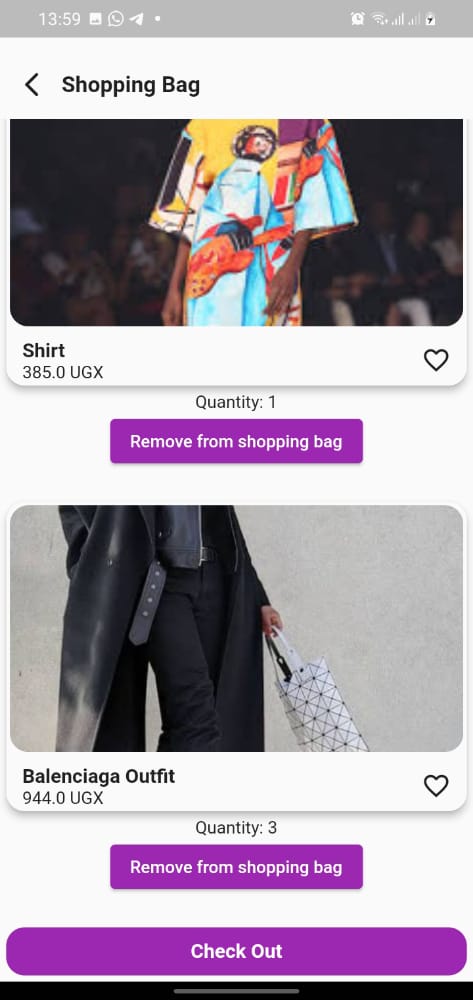 13:59
Shopping Bag
Shirt
385.0 UGX
Quantity: 1
Remove from shopping bag
Balenciaga Outfit
944.0 UGX
Quantity: 3
Remove from shopping bag
Check Out